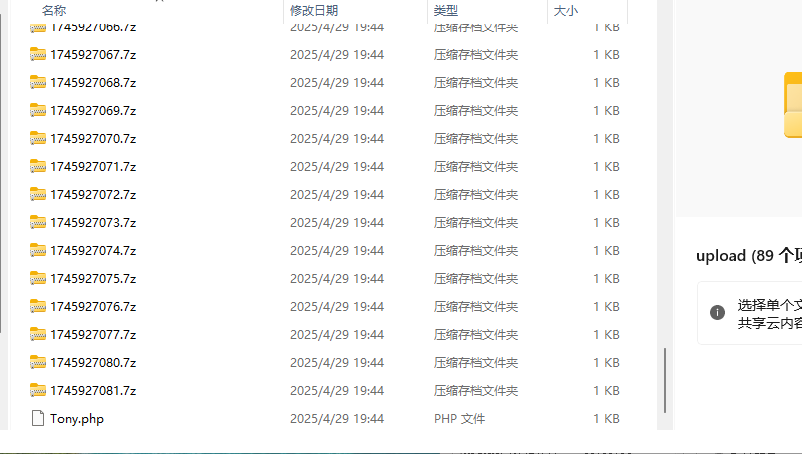 名称 修改日期 类型 大小
1745927066.7z 2025/4/29 19:44 压缩存档文件夹 1 KB
1745927067.7z 2025/4/29 19:44 压缩存档文件夹 1 KB
1745927068.7z 2025/4/29 19:44 压缩存档文件夹 1 KB
1745927069.7z 2025/4/29 19:44 压缩存档文件夹 1 KB
1745927070.7z 2025/4/29 19:44 压缩存档文件夹 1 KB
1745927071.7z 2025/4/29 19:44 压缩存档文件夹 1 KB
1745927072.7z 2025/4/29 19:44 压缩存档文件夹 1 KB
1745927073.7z 2025/4/29 19:44 压缩存档文件夹 1 KB
1745927074.7z 2025/4/29 19:44 压缩存档文件夹 1 KB
1745927075.7z 2025/4/29 19:44 压缩存档文件夹 1 KB
1745927076.7z 2025/4/29 19:44 压缩存档文件夹 1 KB
1745927077.7z 2025/4/29 19:44 压缩存档文件夹 1 KB
1745927080.7z 2025/4/29 19:44 压缩存档文件夹 1 KB
1745927081.7z 2025/4/29 19:44 压缩存档文件夹 1 KB
Tony.php 2025/4/29 19:44 PHP 文件 1 KB
upload (89 个项
选择单个文
共享云内容